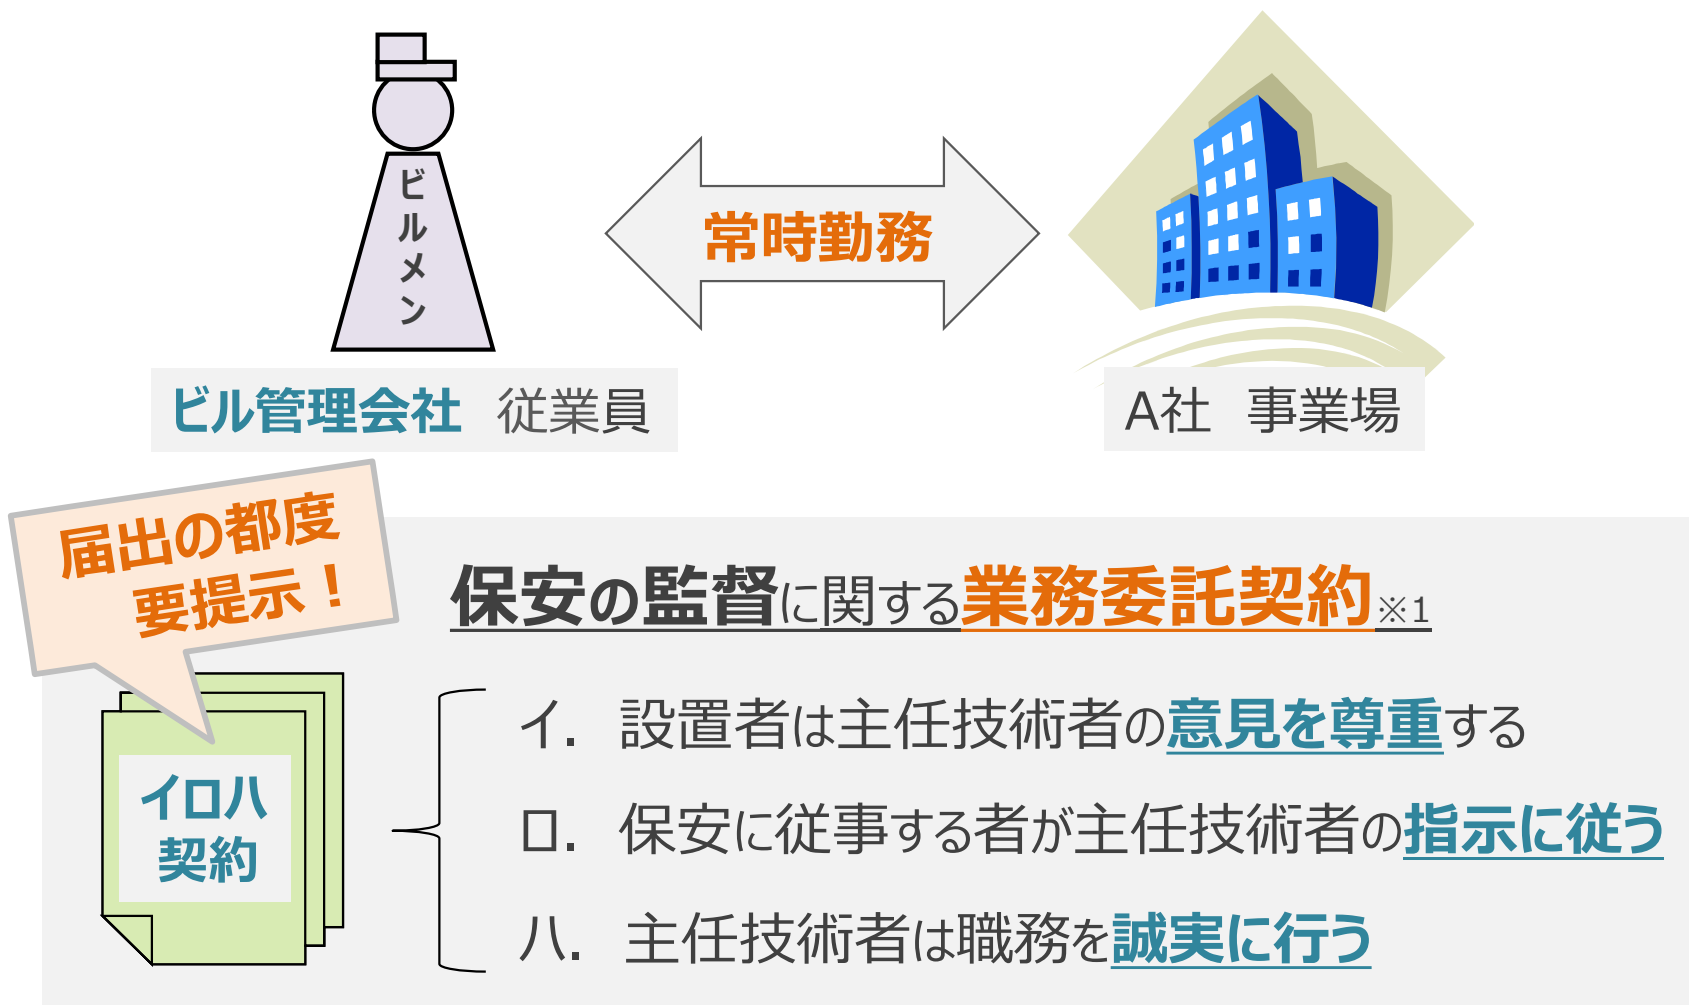 ビルメン
常時勤務
ビル管理会社　従業員
A社　事業場
届出の都度
要提示！
保安の監督に関する業務委託契約※1
イ．設置者は主任技術者の意見を尊重する
ロ．保安に従事する者が主任技術者の指示に従う
ハ．主任技術者は職務を誠実に行う
イロハ
契約